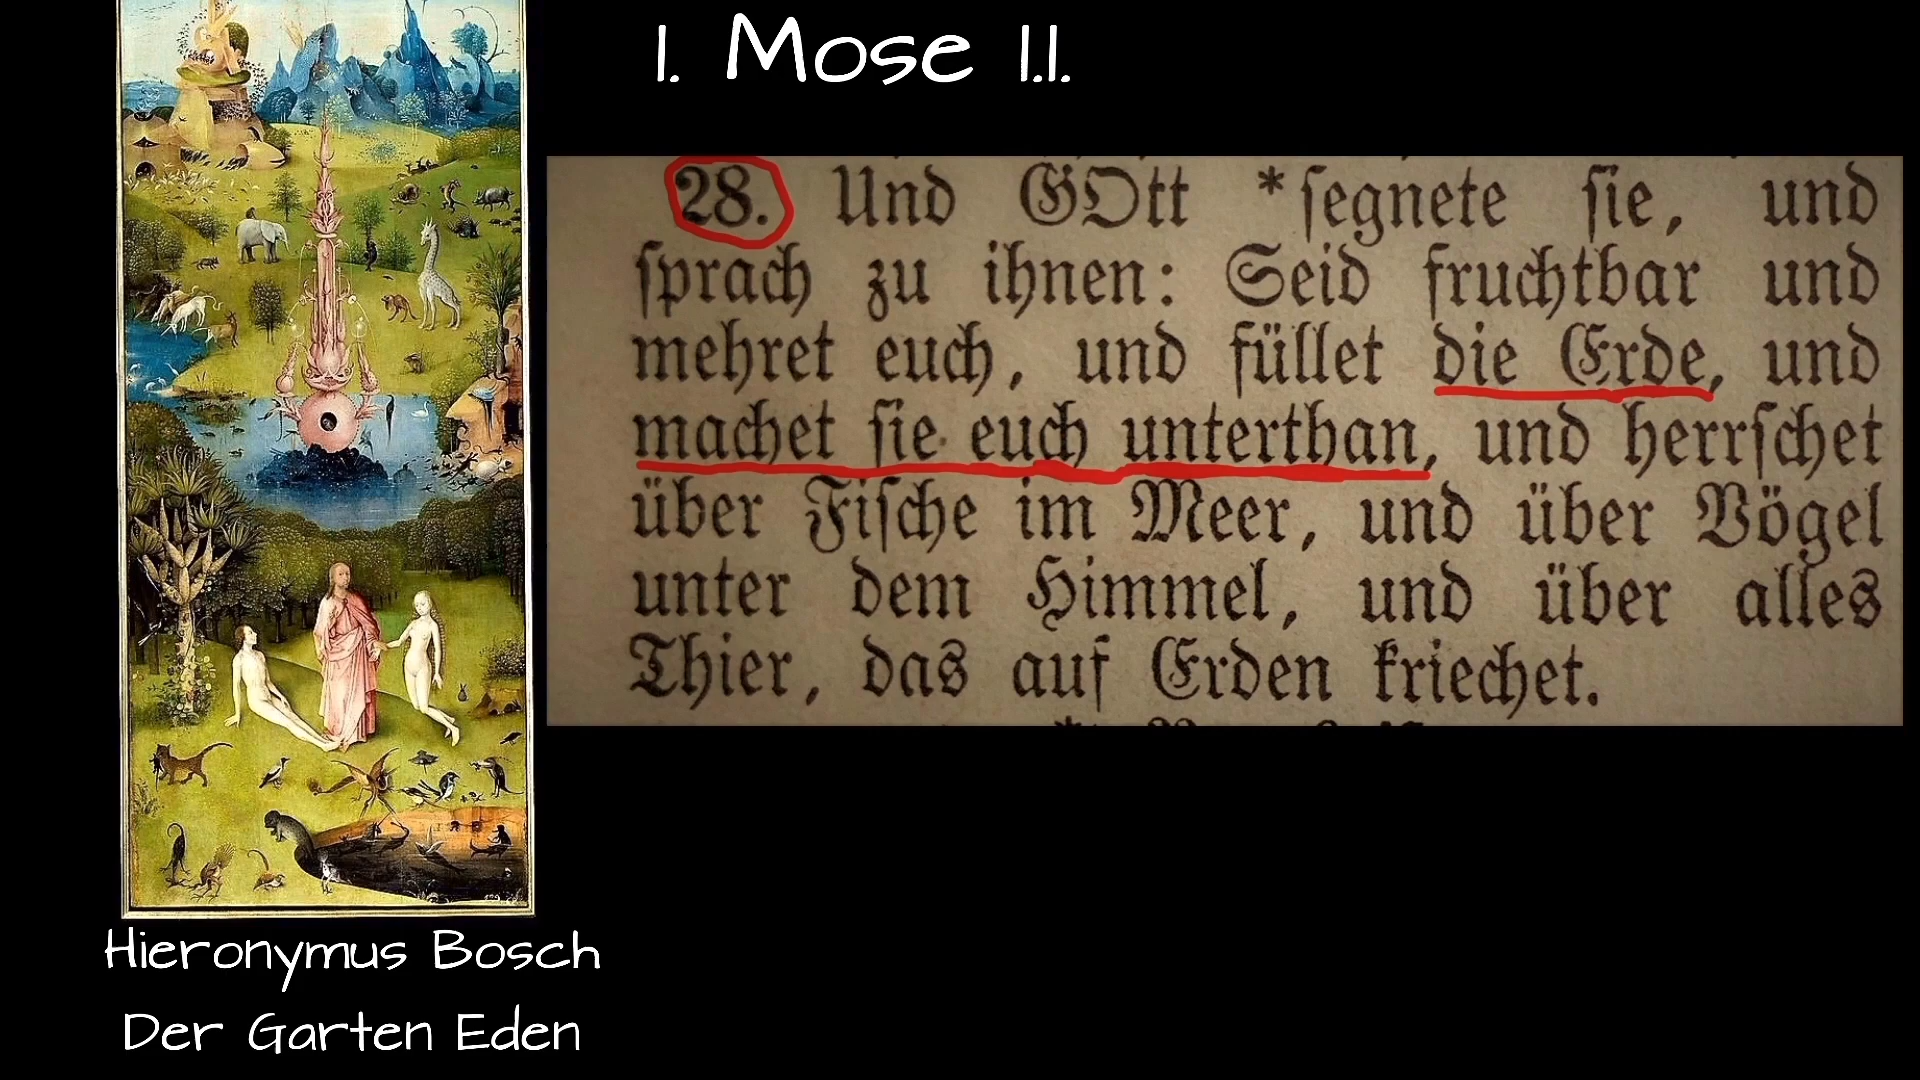 1. Mose 1.1.
28. Und GOtt *ſegnete ſie, und
ſprach zu ihnen: Seid fruchtbar und
mehret euch, und füllet die Erde, und
machet ſie euch unterthan, und herrſchet
über Fiſche im Meer, und über Vögel
unter dem Himmel, und über alles
Thier, das auf Erden kriechet.
Hieronymus Bosch
Der Garten Eden